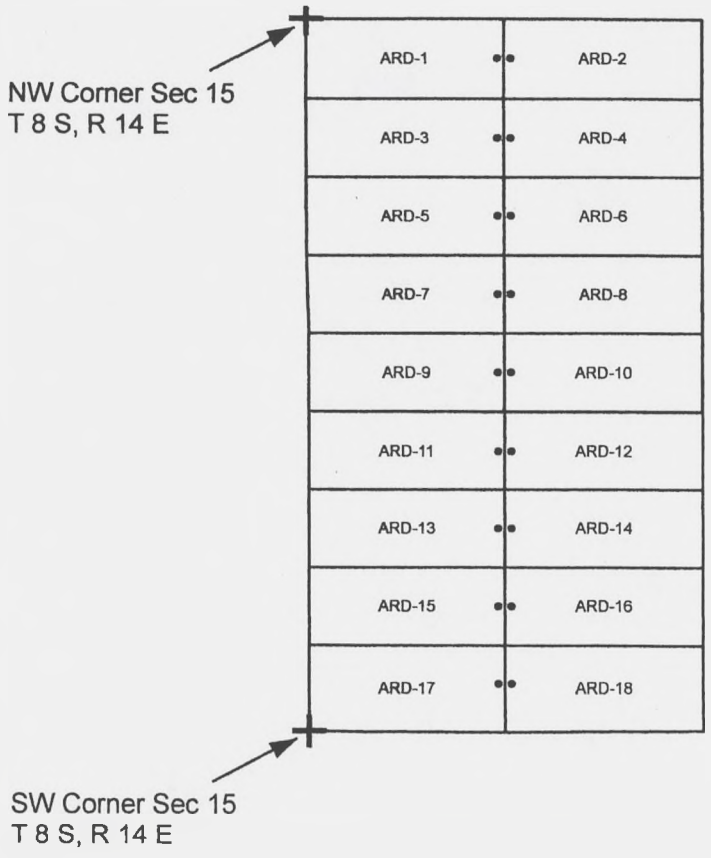 NW Corner Sec 15
T 8 S, R 14 E
ARD-1
ARD-2
ARD-3
ARD-4
ARD-5
ARD-6
ARD-7
ARD-8
ARD-9
ARD-10
ARD-11
ARD-12
ARD-13
ARD-14
ARD-15
ARD-16
ARD-17
ARD-18
SW Corner Sec 15
T 8 S, R 14 E